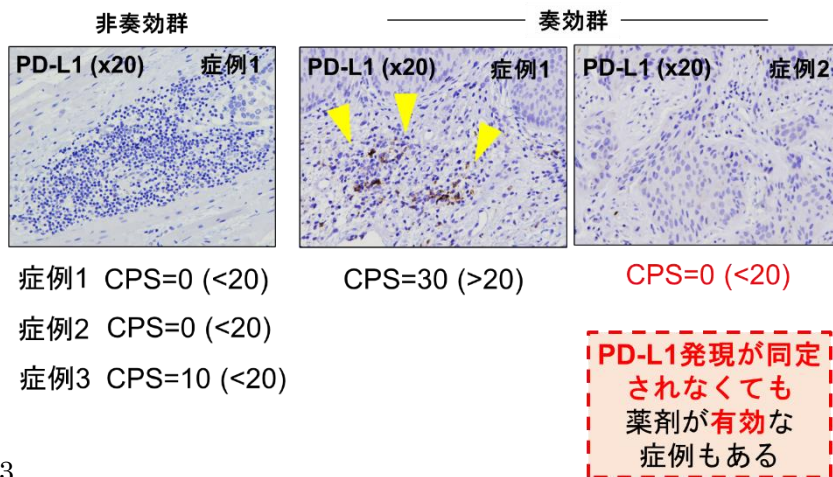 非奏効群
奏効群
PD-L1 (x20) 症例1
PD-L1 (x20) 症例1
PD-L1 (x20) 症例2
症例1 CPS=0 (<20)
症例2 CPS=0 (<20)
症例3 CPS=10 (<20)
CPS=30 (>20)
CPS=0 (<20)
PD-L1発現が同定
されなくても
薬剤が有効な
症例もある
3